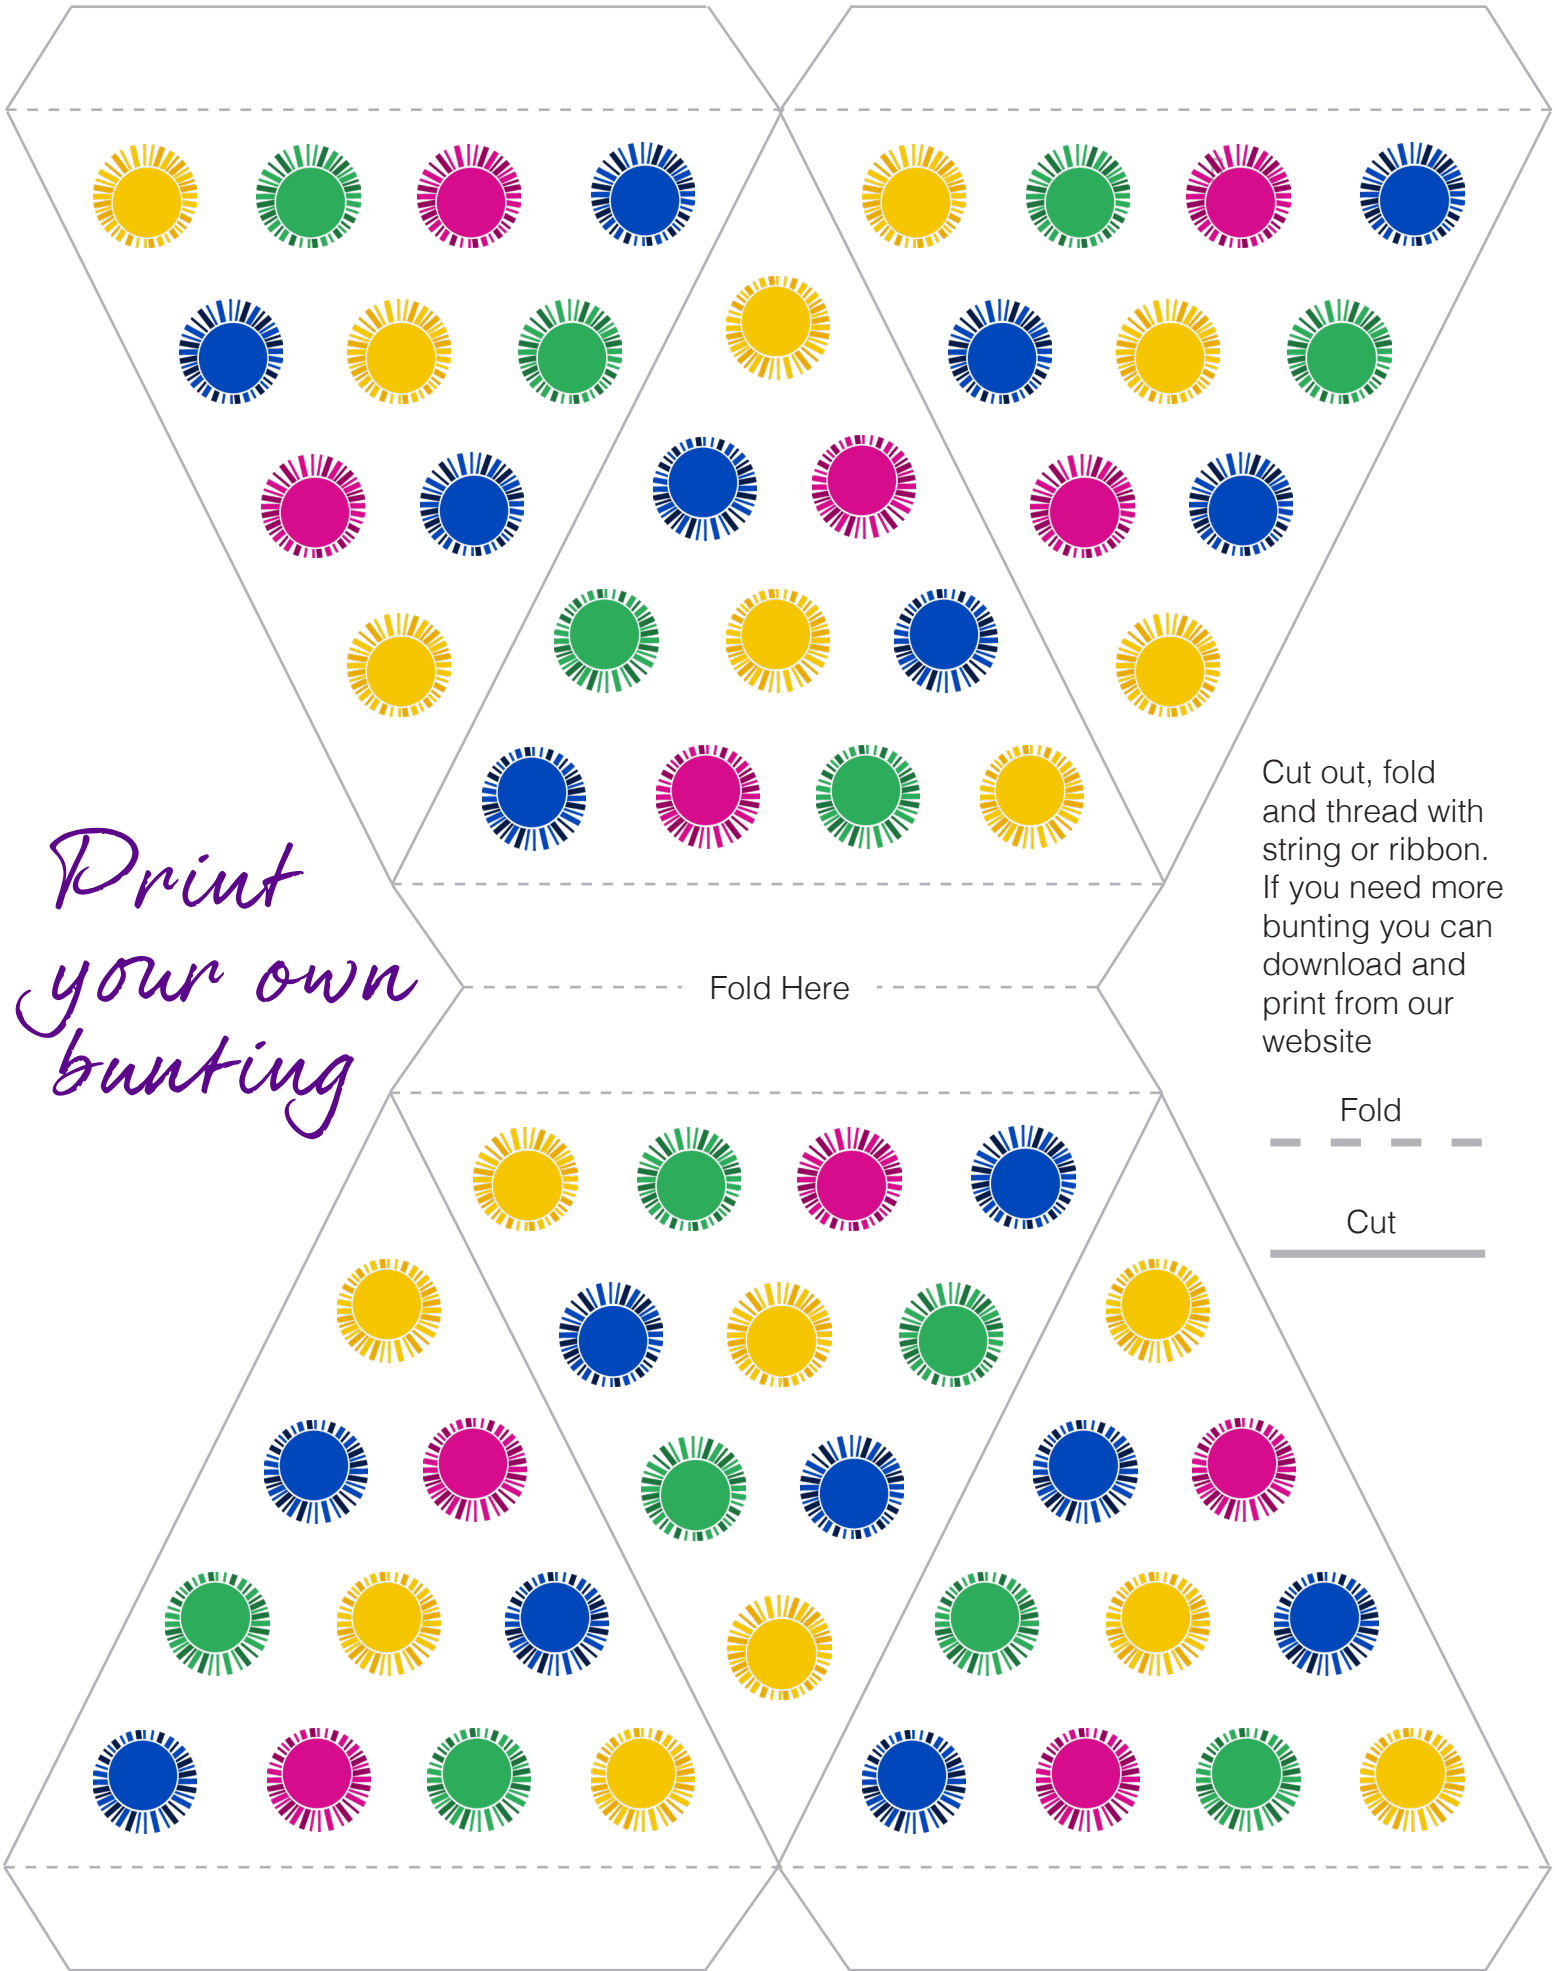 Print
your own
bunting
Fold Here
Cut out, fold
and thread with
string or ribbon.
If you need more
bunting you can
download and
print from our
website
Fold
Cut